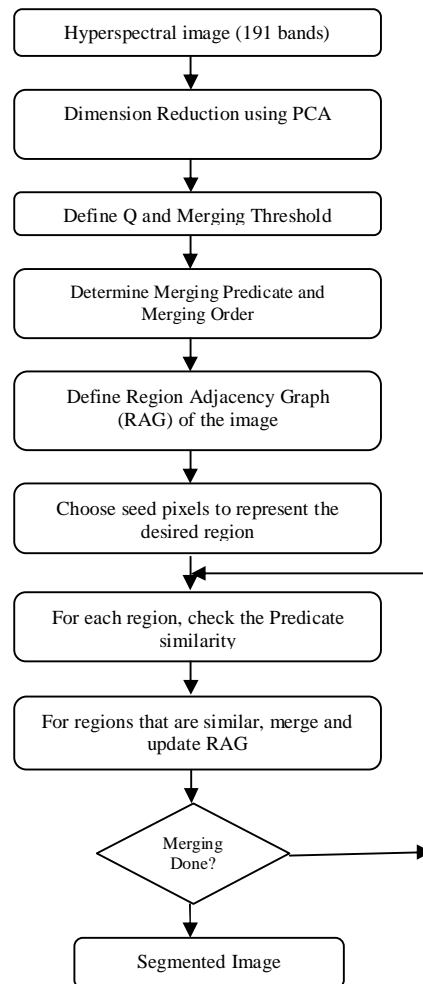 Hyperspectral image (191 bands)
Dimension Reduction using PCA
Define Q and Merging Threshold
Determine Merging Predicate and
Merging Order
Define Region Adjacency Graph
(RAG) of the image
Choose seed pixels to represent the
desired region
For each region, check the Predicate
similarity
For regions that are similar, merge and
update RAG
Merging
Done?
Segmented Image